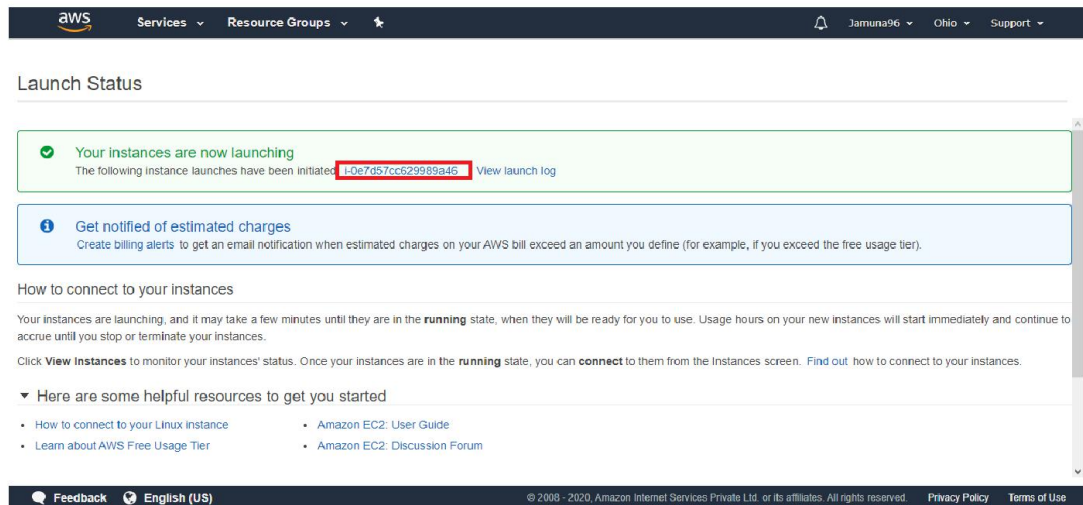 aws Services Resource Groups Jamuna96 Ohio Support
Launch Status
Your instances are now launching
The following instance launches have been initiated: i-0e7d57cc629989a46 View launch log
Get notified of estimated charges
Create billing alerts to get an email notification when estimated charges on your AWS bill exceed an amount you define (for example, if you exceed the free usage tier).
How to connect to your instances
Your instances are launching, and it may take a few minutes until they are in the running state, when they will be ready for you to use. Usage hours on your new instances will start immediately and continue to
accrue until you stop or terminate your instances.
Click View Instances to monitor your instances' status. Once your instances are in the running state, you can connect to them from the Instances screen. Find out how to connect to your instances.
Here are some helpful resources to get you started
• How to connect to your Linux instance • Amazon EC2: User Guide
• Learn about AWS Free Usage Tier • Amazon EC2: Discussion Forum
Feedback English (US) © 2008 - 2020, Amazon Internet Services Private Ltd. or its affiliates. All rights reserved. Privacy Policy Terms of Use